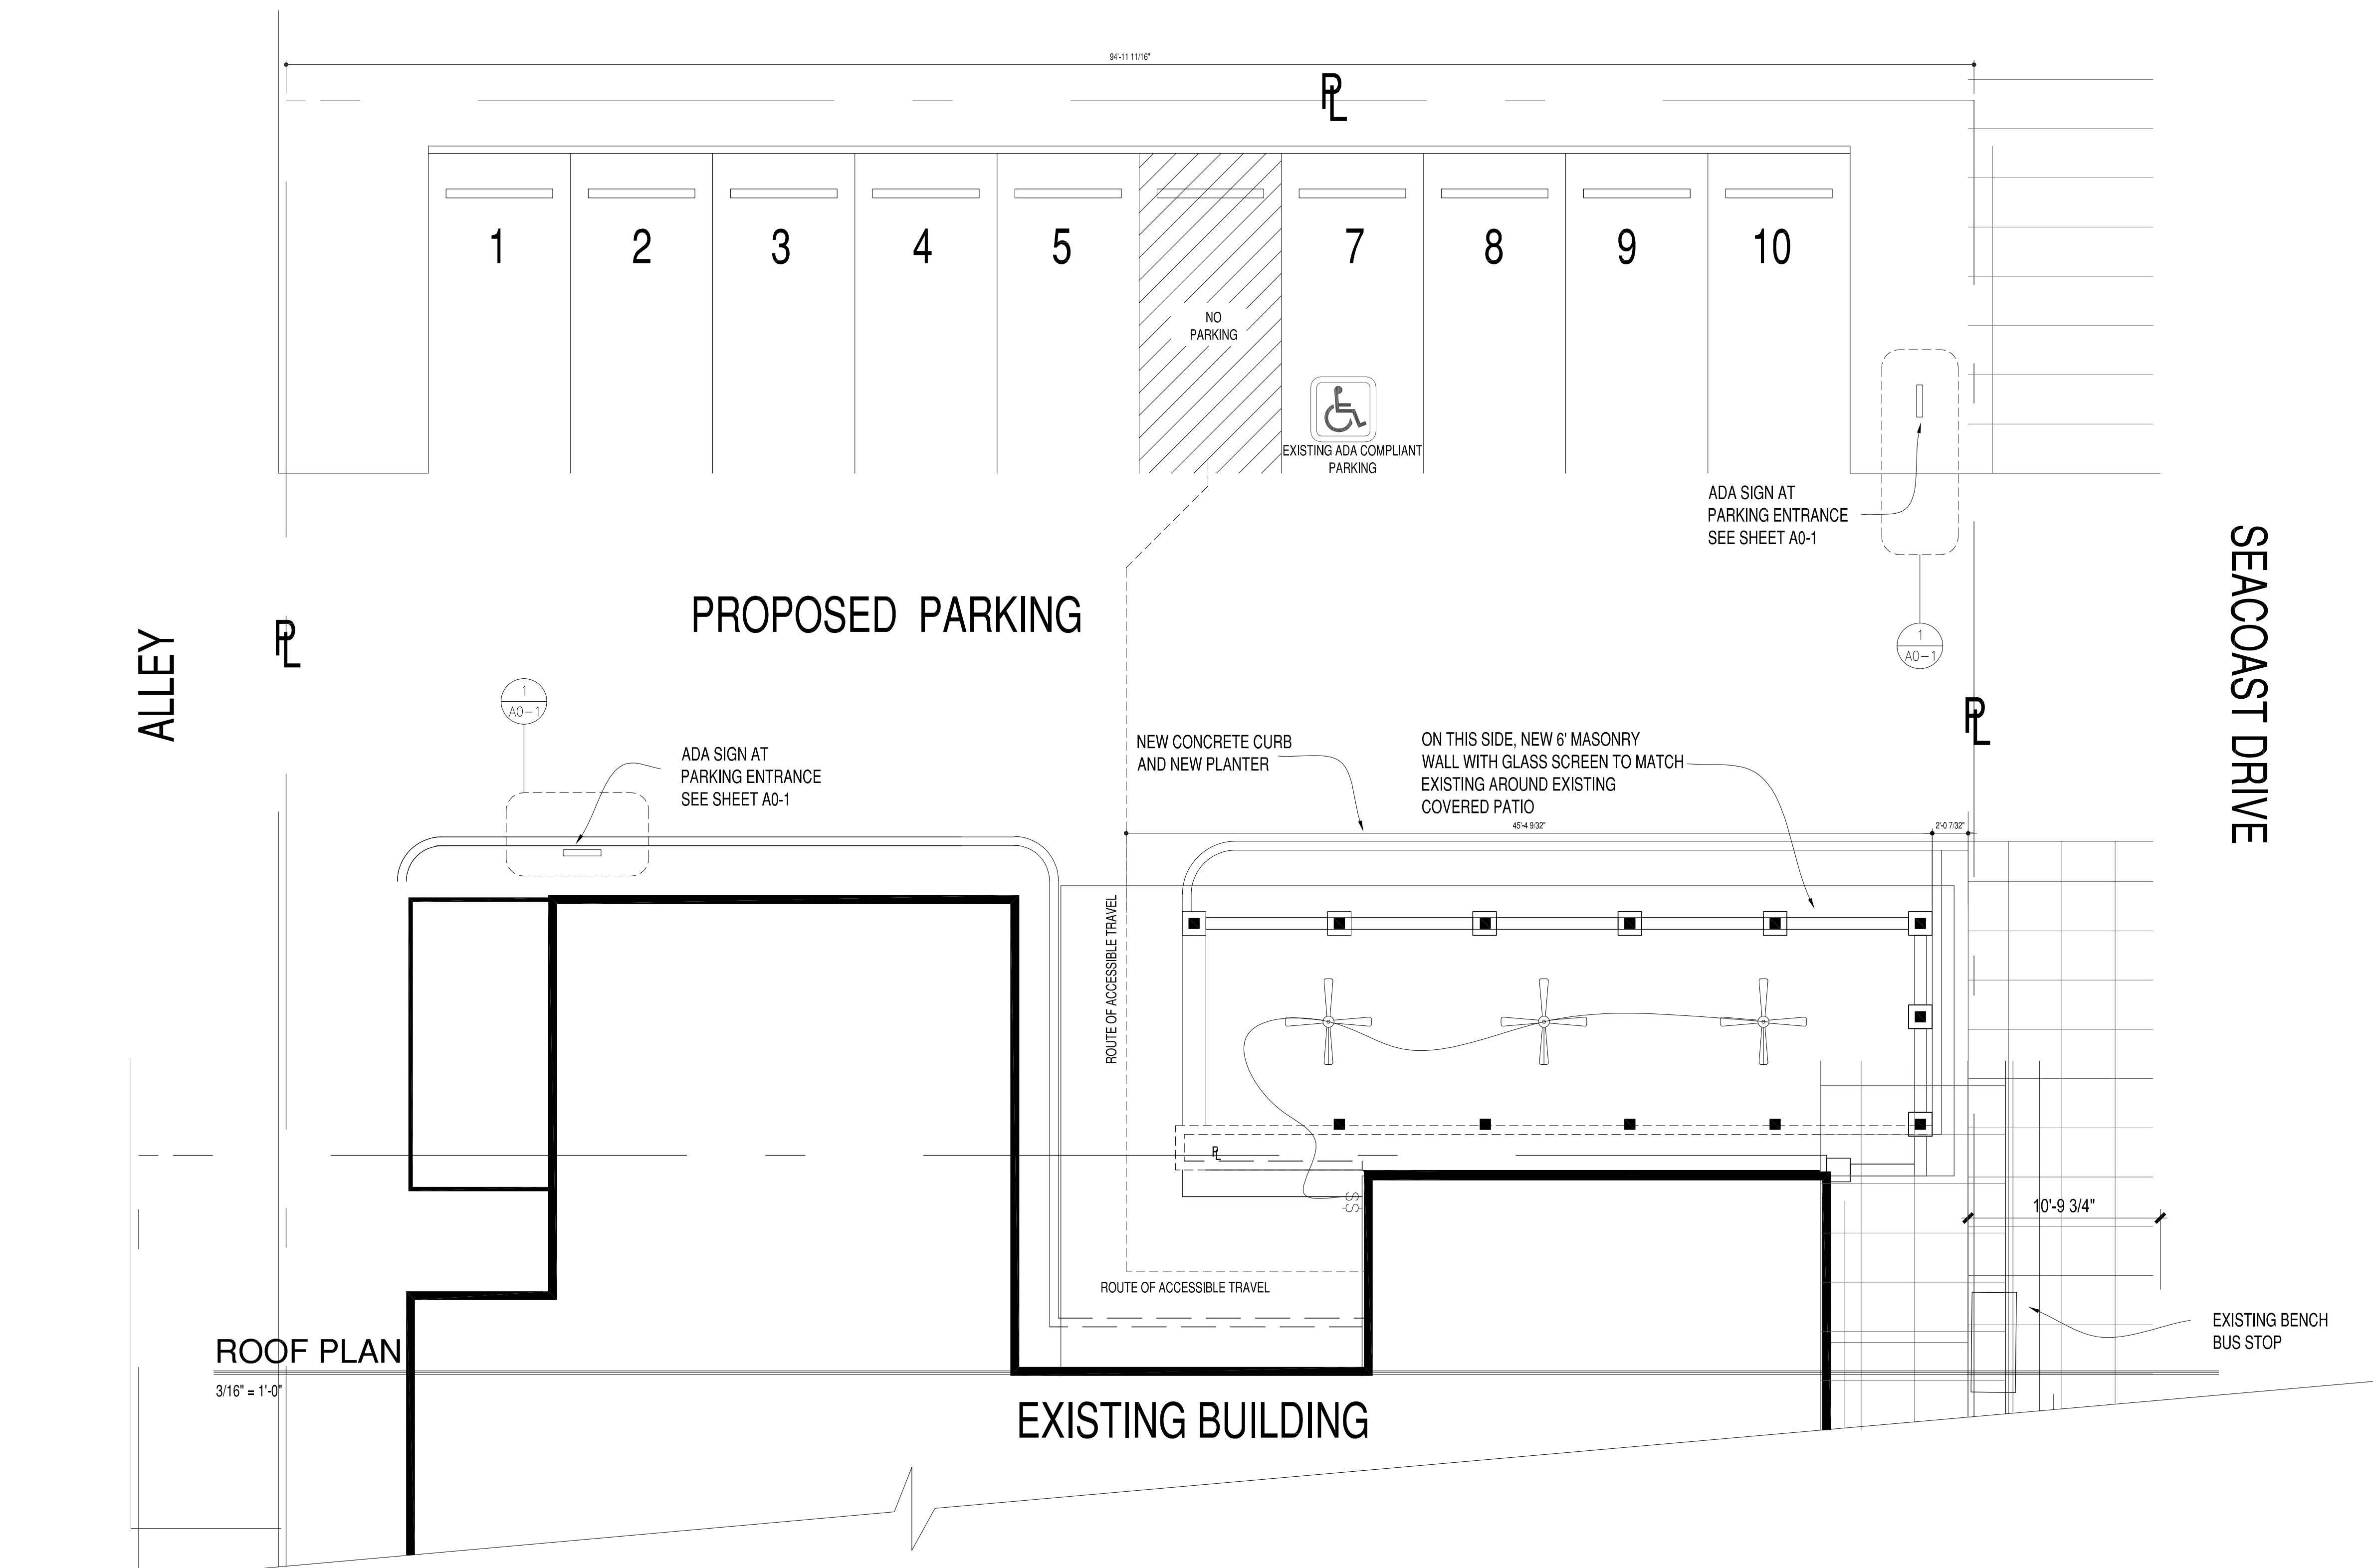 94'-11 11/16"
PL
1
2
3
4
5
7
8
9
10
NO
PARKING
EXISTING ADA COMPLIANT
PARKING
ADA SIGN AT
PARKING ENTRANCE
SEE SHEET A0-1
SEACOAST DRIVE
PROPOSED PARKING
ALLEY
PL
1
A0-1
1
A0-1
PL
ADA SIGN AT
PARKING ENTRANCE
SEE SHEET A0-1
NEW CONCRETE CURB
AND NEW PLANTER
ON THIS SIDE, NEW 6' MASONRY
WALL WITH GLASS SCREEN TO MATCH
EXISTING AROUND EXISTING
COVERED PATIO
45'-4 9/32"
2'-0 7/32"
ROUTE OF ACCESSIBLE TRAVEL
PL
SS
10'-9 3/4"
ROUTE OF ACCESSIBLE TRAVEL
EXISTING BENCH
BUS STOP
ROOF PLAN
3/16" = 1'-0"
EXISTING BUILDING